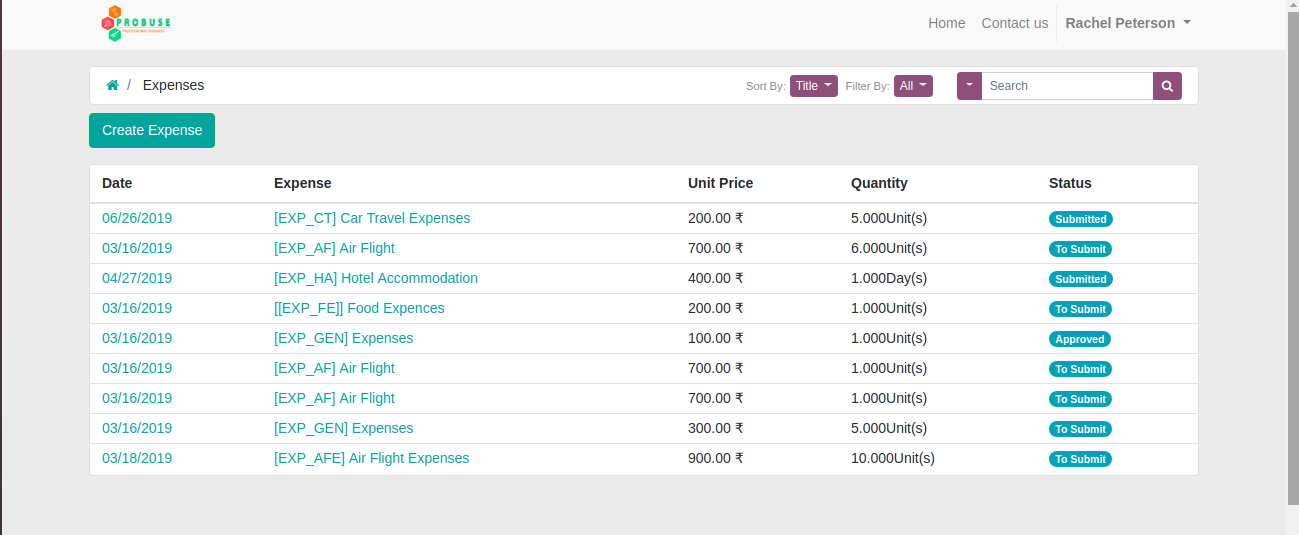 PROBUSE
Home Contact us Rachel Peterson
/ Expenses Sort By: Title Filter By: All Search
Create Expense
Date Expense Unit Price Quantity Status
06/26/2019 [EXP_CT] Car Travel Expenses 200.00 ₹ 5.000Unit(s) Submitted
03/16/2019 [EXP_AF] Air Flight 700.00 ₹ 6.000Unit(s) To Submit
04/27/2019 [EXP_HA] Hotel Accommodation 400.00 ₹ 1.000Day(s) Submitted
03/16/2019 [[EXP_FE]] Food Expences 200.00 ₹ 1.000Unit(s) To Submit
03/16/2019 [EXP_GEN] Expenses 100.00 ₹ 1.000Unit(s) Approved
03/16/2019 [EXP_AF] Air Flight 700.00 ₹ 1.000Unit(s) To Submit
03/16/2019 [EXP_AF] Air Flight 700.00 ₹ 1.000Unit(s) To Submit
03/16/2019 [EXP_GEN] Expenses 300.00 ₹ 5.000Unit(s) To Submit
03/18/2019 [EXP_AFE] Air Flight Expenses 900.00 ₹ 10.000Unit(s) To Submit